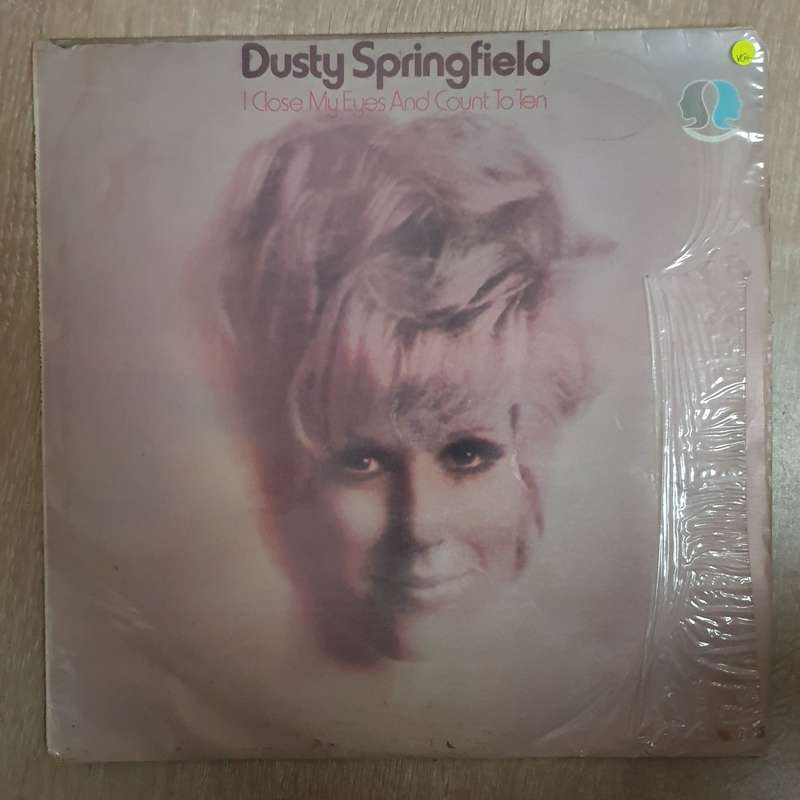 Dusty Springfield
I Close My Eyes And Count To Ten